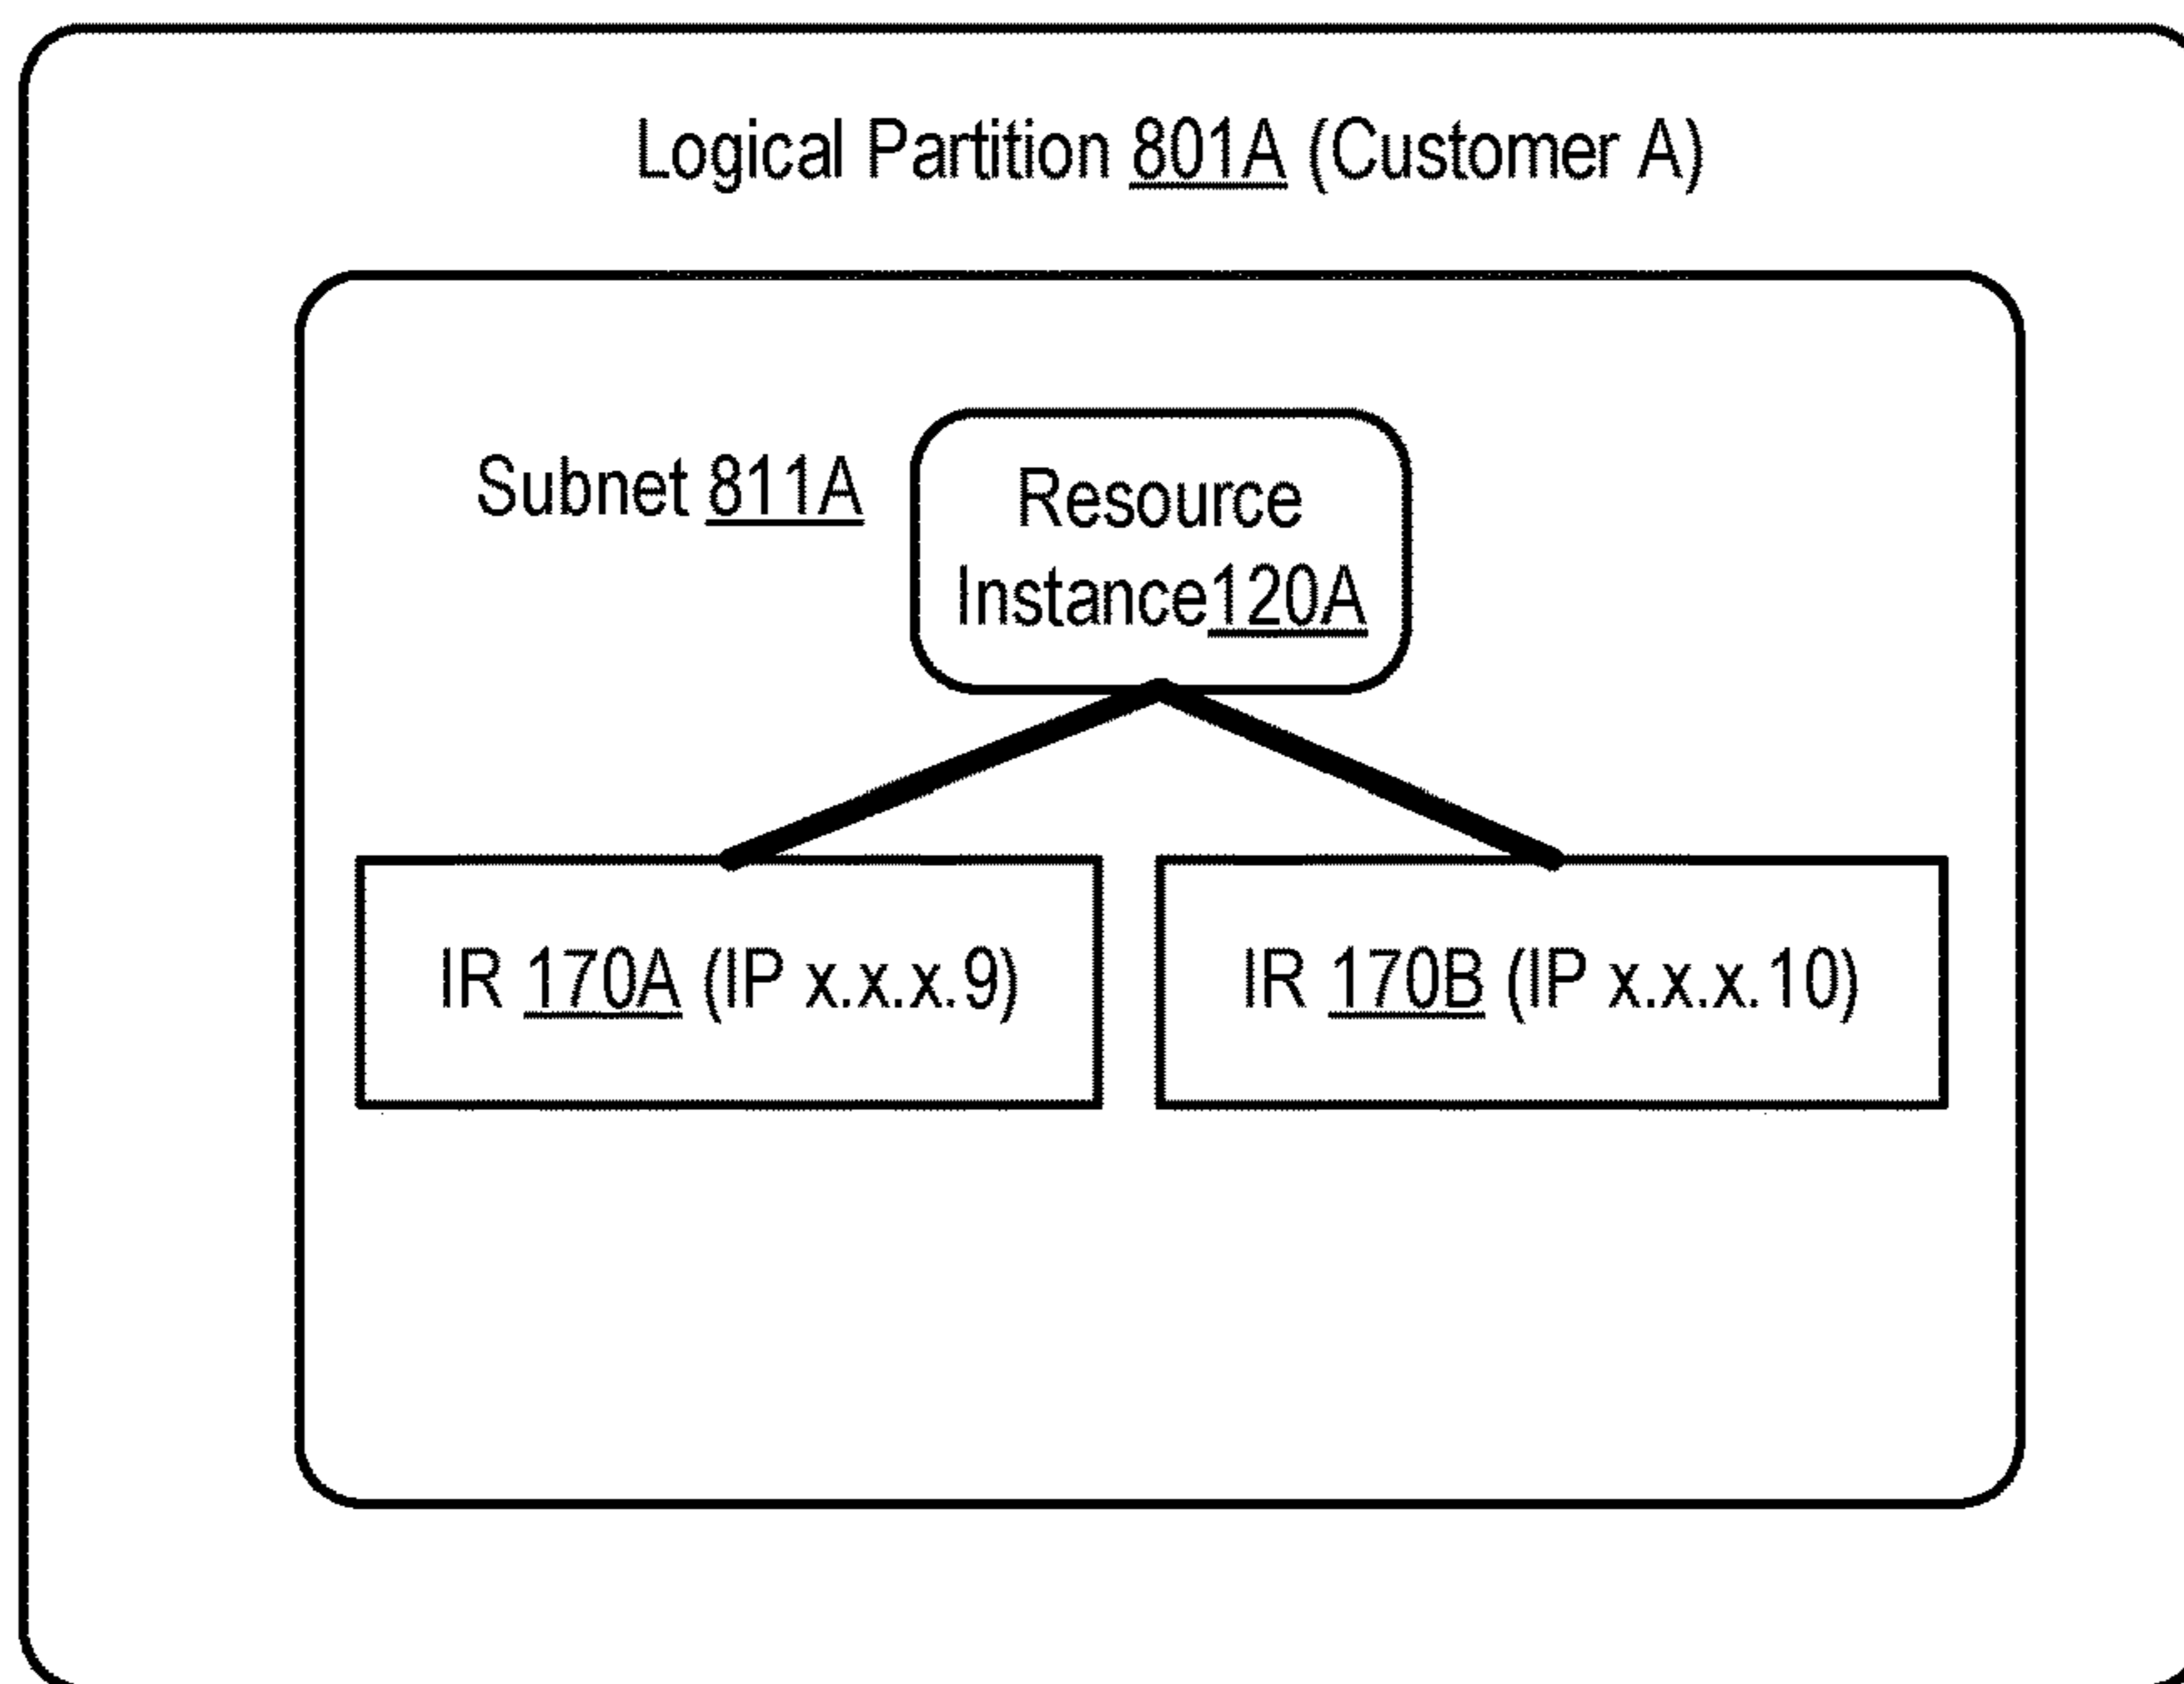 Logical Partition 801A (Customer A)
Subnet 811A
Resource
Instance120A
IR 170A (IP x.x.x.9)
IR 170B (IP x.x.x.10)